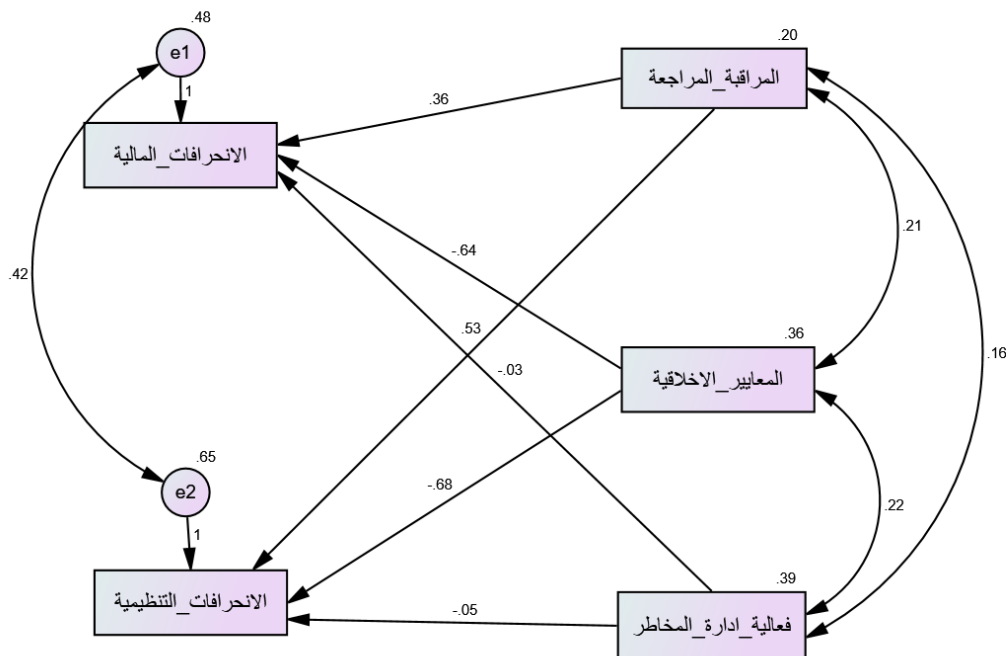 .48
e1
1
.20
المراقبة_المراجعة
.36
الانحرافات_المالية
.21
-.64
.42
.53
.36
.16
-.03
المعايير_الاخلاقية
.65
e2
-.68
.22
1
.39
الانحرافات_التنظيمية
-.05
فعالية_ادارة_المخاطر